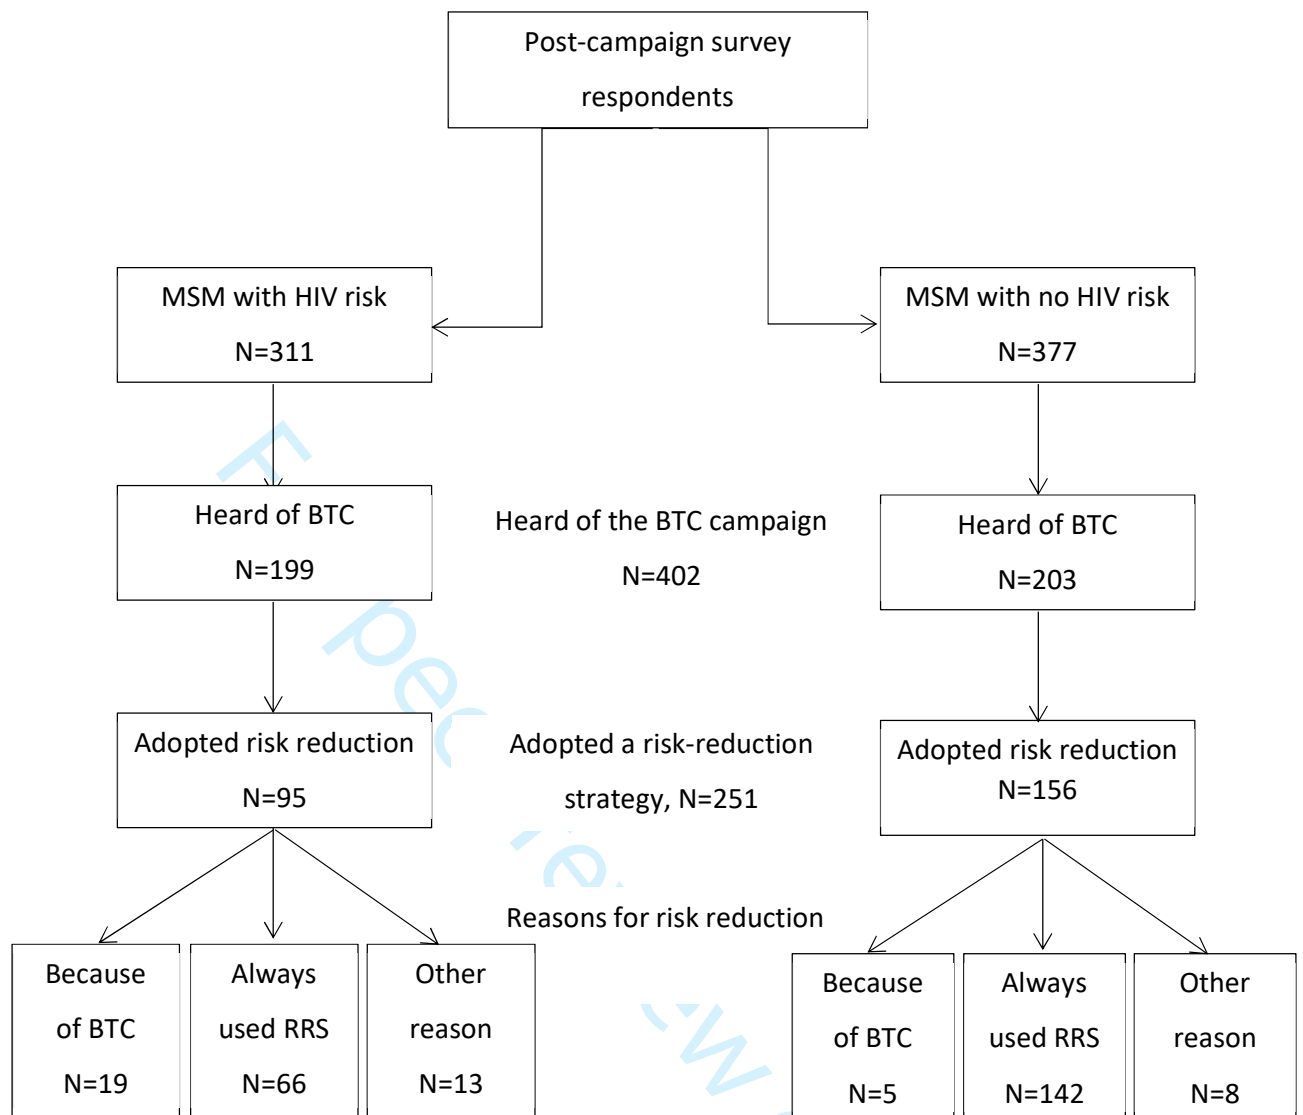 Post-campaign survey
respondents
MSM with HIV risk
N=311
MSM with no HIV risk
N=377
Heard of BTC
N=199
Heard of the BTC campaign
N=402
Heard of BTC
N=203
Adopted risk reduction
N=95
Adopted a risk-reduction
strategy, N=251
Adopted risk reduction
N=156
Reasons for risk reduction
Because
of BTC
N=19
Always
used RRS
N=66
Other
reason
N=13
Because
of BTC
N=5
Always
used RRS
N=142
Other
reason
N=8